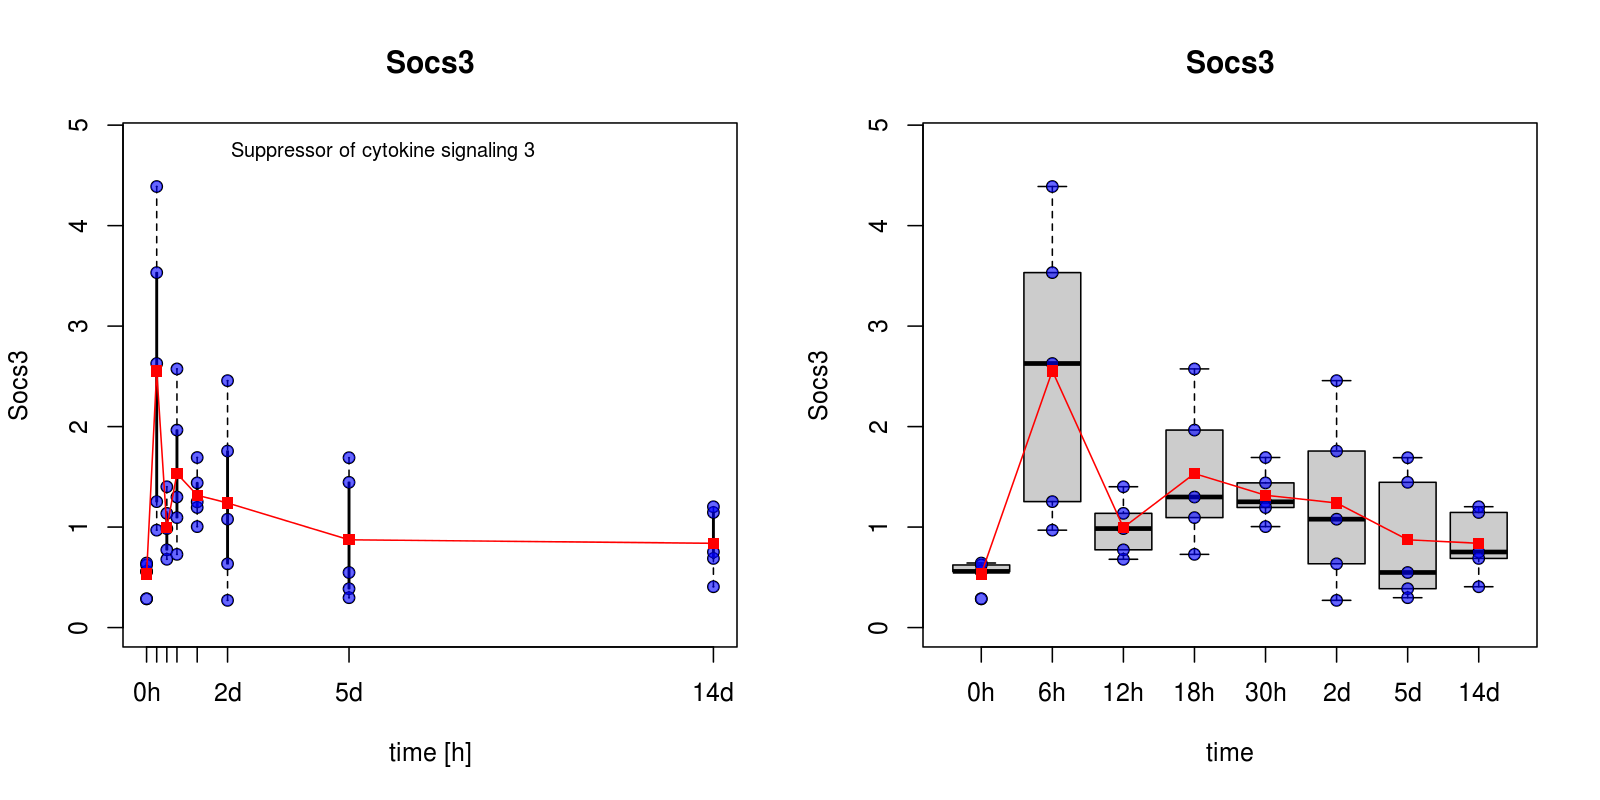 Socs3
Suppressor of cytokine signaling 3
Socs3
5
4
3
2
1
0
0h 2d 5d 14d
time [h]
Socs3
Socs3
5
4
3
2
1
0
0h 6h 12h 18h 30h 2d 5d 14d
time